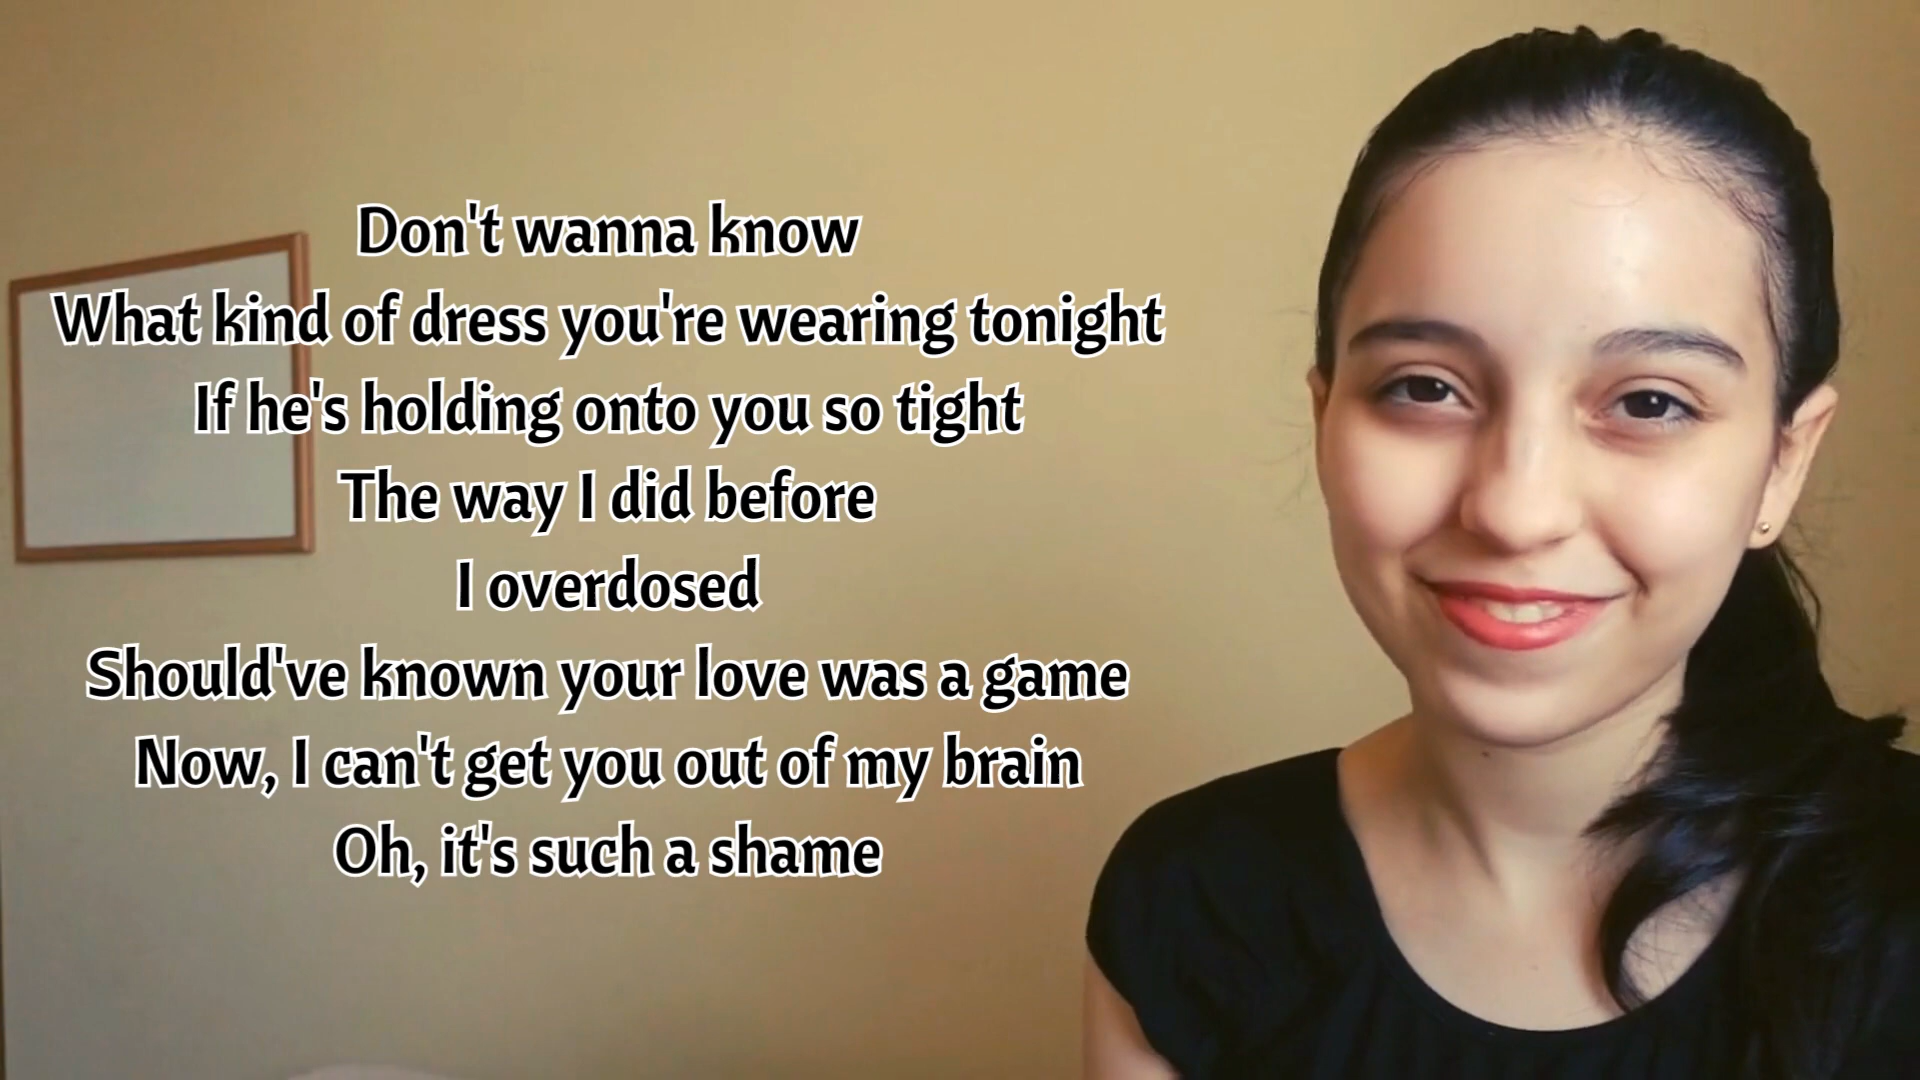 Don't wanna know
What kind of dress you're wearing tonight
If he's holding onto you so tight
The way I did before
I overdosed
Should've known your love was a game
Now, I can't get you out of my brain
Oh, it's such a shame